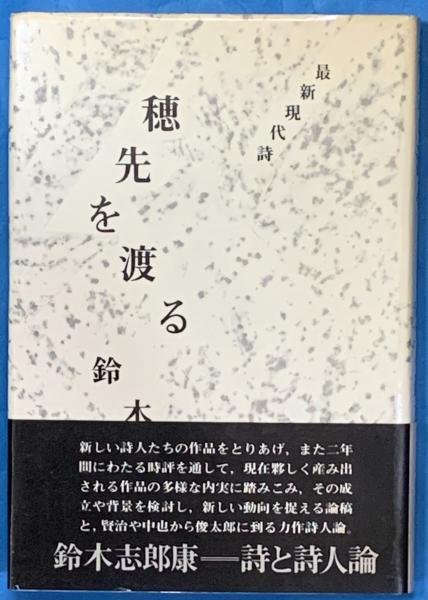 最新現代詩
穂先を渡る
鈴木
新しい詩人たちの作品をとりあげ、また二年
間にわたる時評を通して、現在夥しく産み出
される作品の多様な内実に踏みこみ、その成
立や背景を検討し、新しい動向を捉える論稿
と、賢治や中也から俊太郎に到る力作詩人論。
鈴木志郎康──詩と詩人論